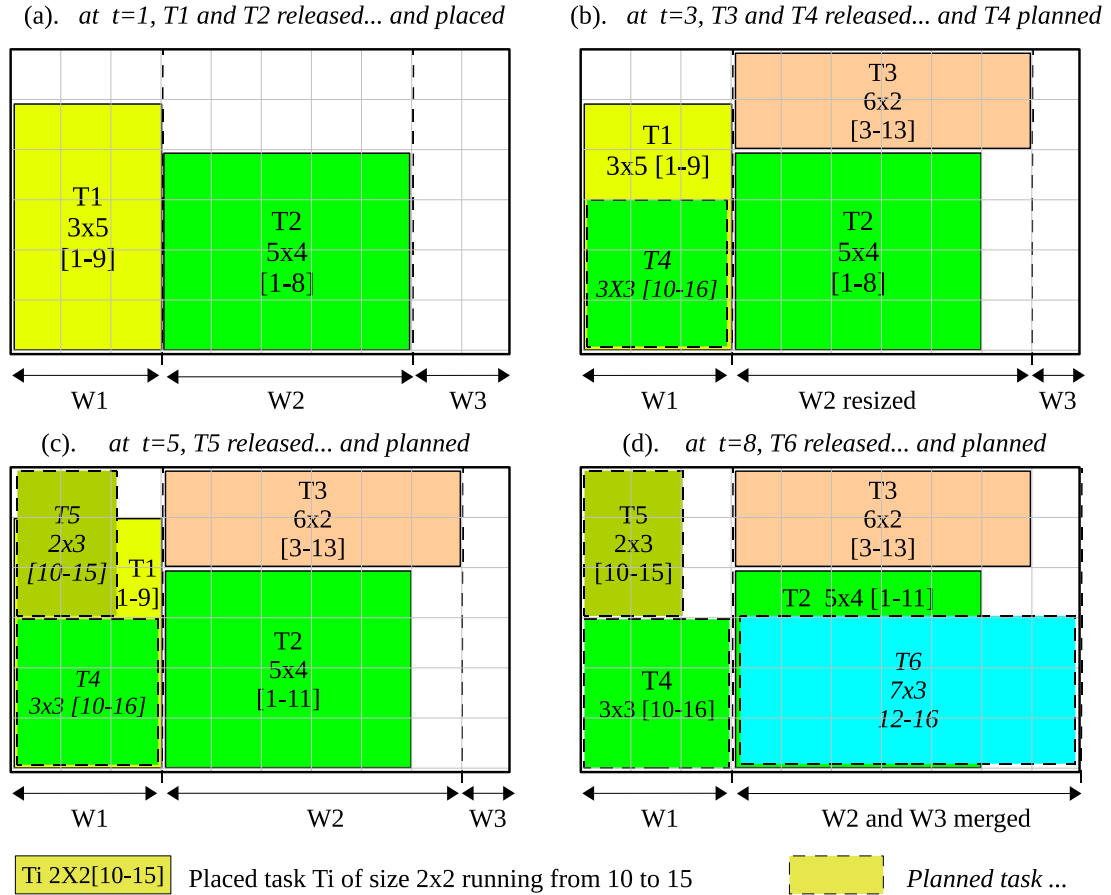 (a). at t=1, T1 and T2 released... and placed
T1
3x5
[1-9]
T2
5x4
[1-8]
W1
W2
W3
(b). at t=3, T3 and T4 released... and T4 planned
T3
6x2
[3-13]
T1
3x5 [1-9]
T2
5x4
[1-8]
T4
3X3 [10-16]
W1
W2 resized
W3
(c). at t=5, T5 released... and planned
T5
2x3
[10-15]
T1
1-9]
T3
6x2
[3-13]
T2
5x4
[1-11]
T4
3x3 [10-16]
W1
W2
W3
(d). at t=8, T6 released... and planned
T5
2x3
[10-15]
T3
6x2
[3-13]
T2 5x4 [1-11]
T4
3x3 [10-16]
T6
7x3
12-16
W1
W2 and W3 merged
Ti 2X2[10-15]
Placed task Ti of size 2x2 running from 10 to 15
Planned task ...